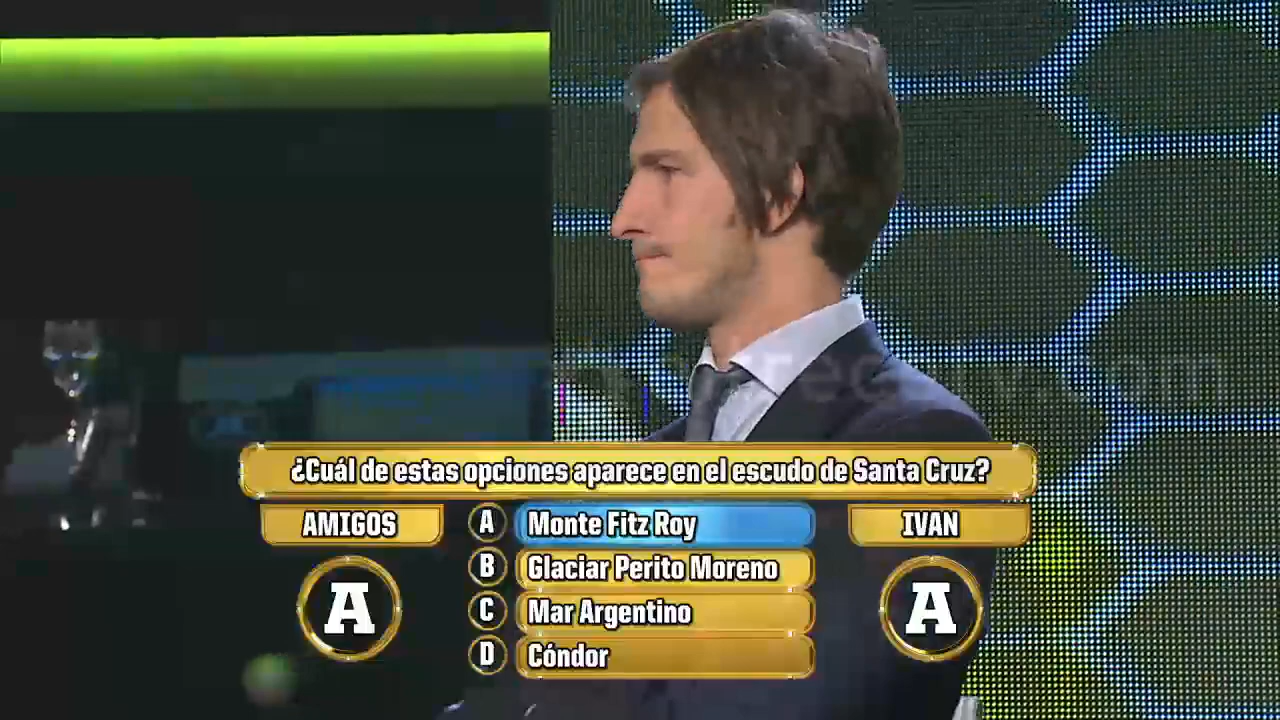 ¿Cuál de estas opciones aparece en el escudo de Santa Cruz?
AMIGOS
A
A Monte Fitz Roy
B Glaciar Perito Moreno
C Mar Argentino
D Cóndor
IVAN
A